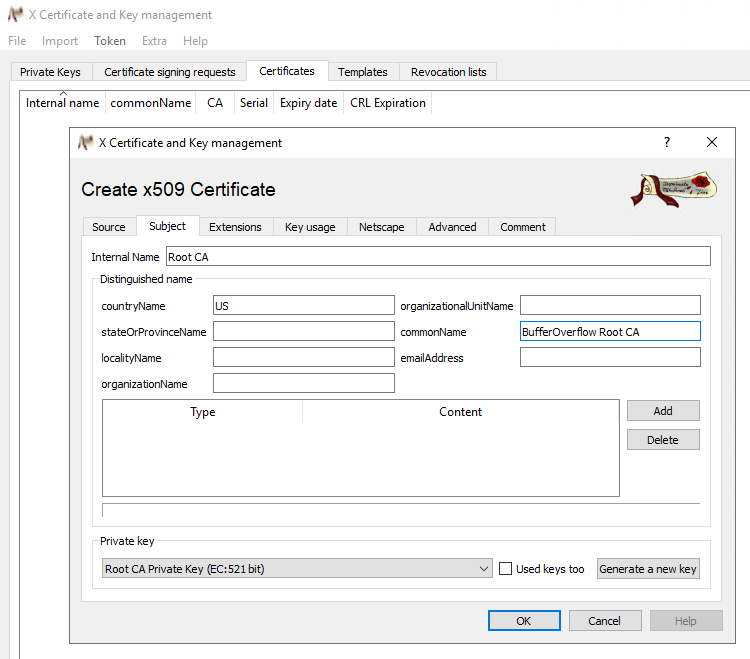 X Certificate and Key management
File Import Token Extra Help
Private Keys Certificate signing requests Certificates Templates Revocation lists
Internal name commonName CA Serial Expiry date CRL Expiration
X Certificate and Key management ?
Create x509 Certificate
Source Subject Extensions Key usage Netscape Advanced Comment
Internal Name Root CA
Distinguished name
countryName US organizationalUnitName
stateOrProvinceName commonName BufferOverflow Root CA
localityName emailAddress
organizationName
Type Content Add
Delete
Private key
Root CA Private Key (EC:521 bit) Used keys too Generate a new key
OK Cancel Help